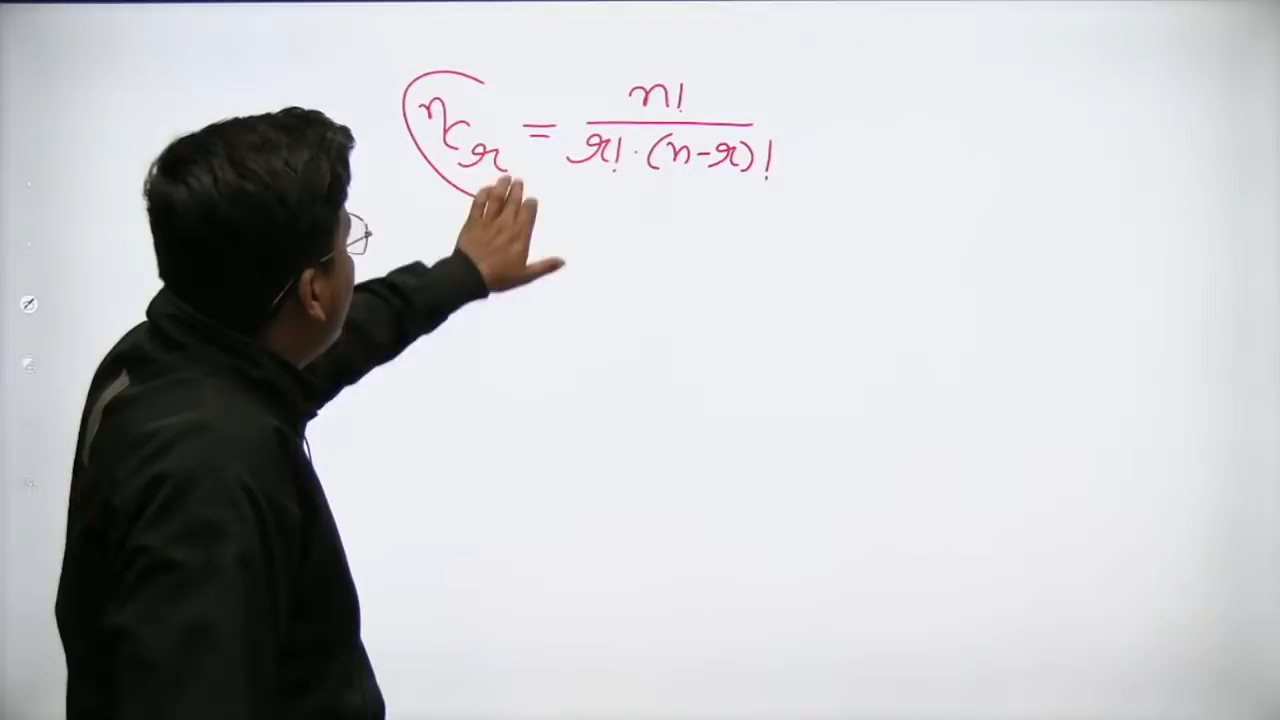 ⁿCᵣ = n! / r! · (n-r)!